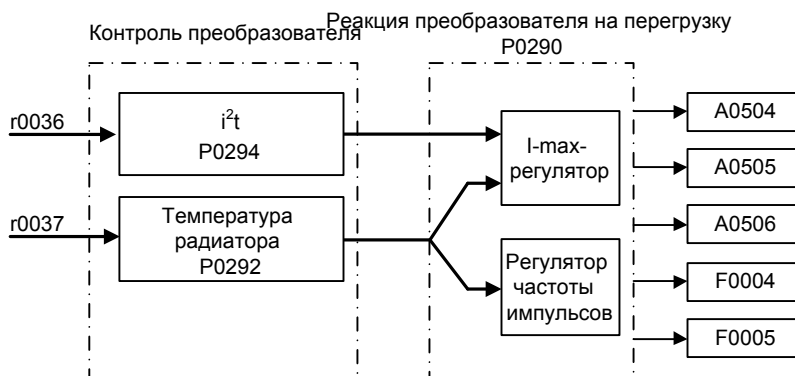 Контроль преобразователя
Реакция преобразователя на перегрузку
P0290
r0036
i²t
P0294
r0037
Температура
радиатора
P0292
I-max-
регулятор
Регулятор
частоты
импульсов
A0504
A0505
A0506
F0004
F0005